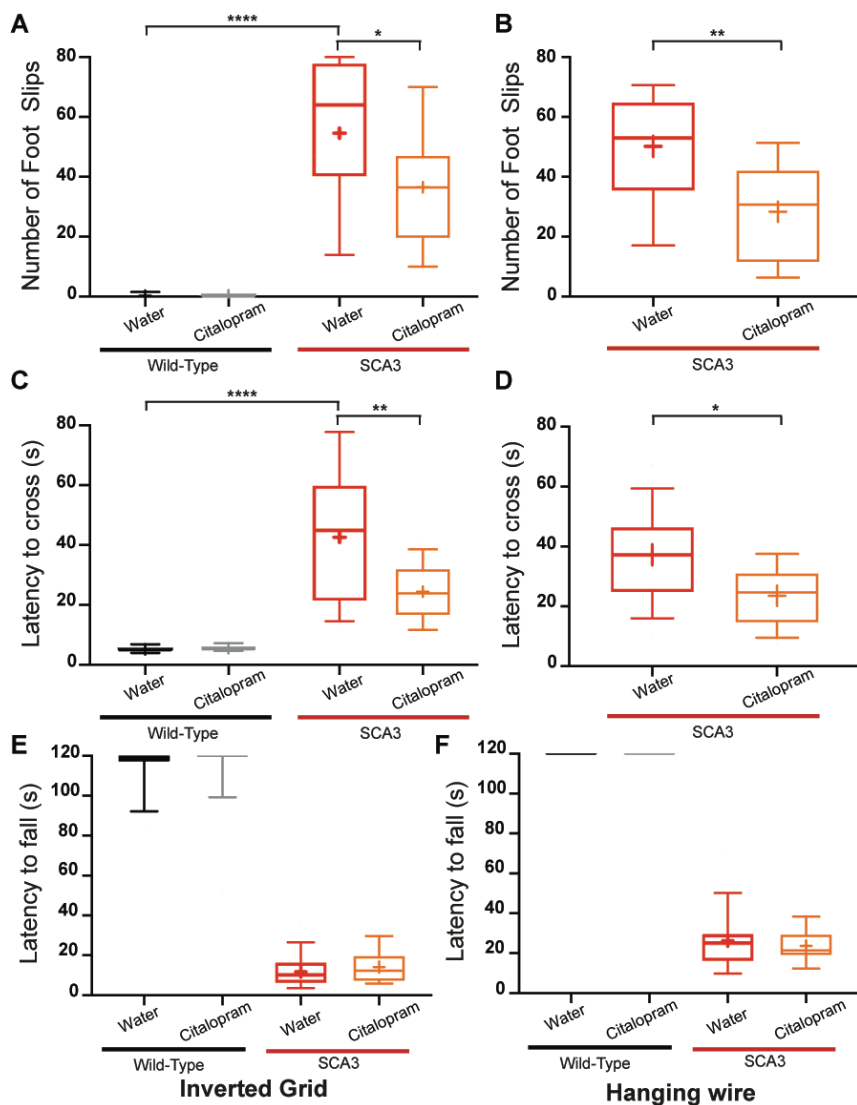 A
Number of Foot Slips
80
60
40
20
0
****
*
Water
Citalopram
Water
Citalopram
Wild-Type
SCA3
B
Number of Foot Slips
80
60
40
20
0
**
Water
Citalopram
SCA3
C
Latency to cross (s)
80
60
40
20
0
****
**
Water
Citalopram
Water
Citalopram
Wild-Type
SCA3
D
Latency to cross (s)
80
60
40
20
0
*
Water
Citalopram
SCA3
E
Latency to fall (s)
120
100
80
60
40
20
0
Water
Citalopram
Water
Citalopram
Wild-Type
SCA3
Inverted Grid
F
Latency to fall (s)
120
100
80
60
40
20
0
Water
Citalopram
Water
Citalopram
Wild-Type
SCA3
Hanging wire